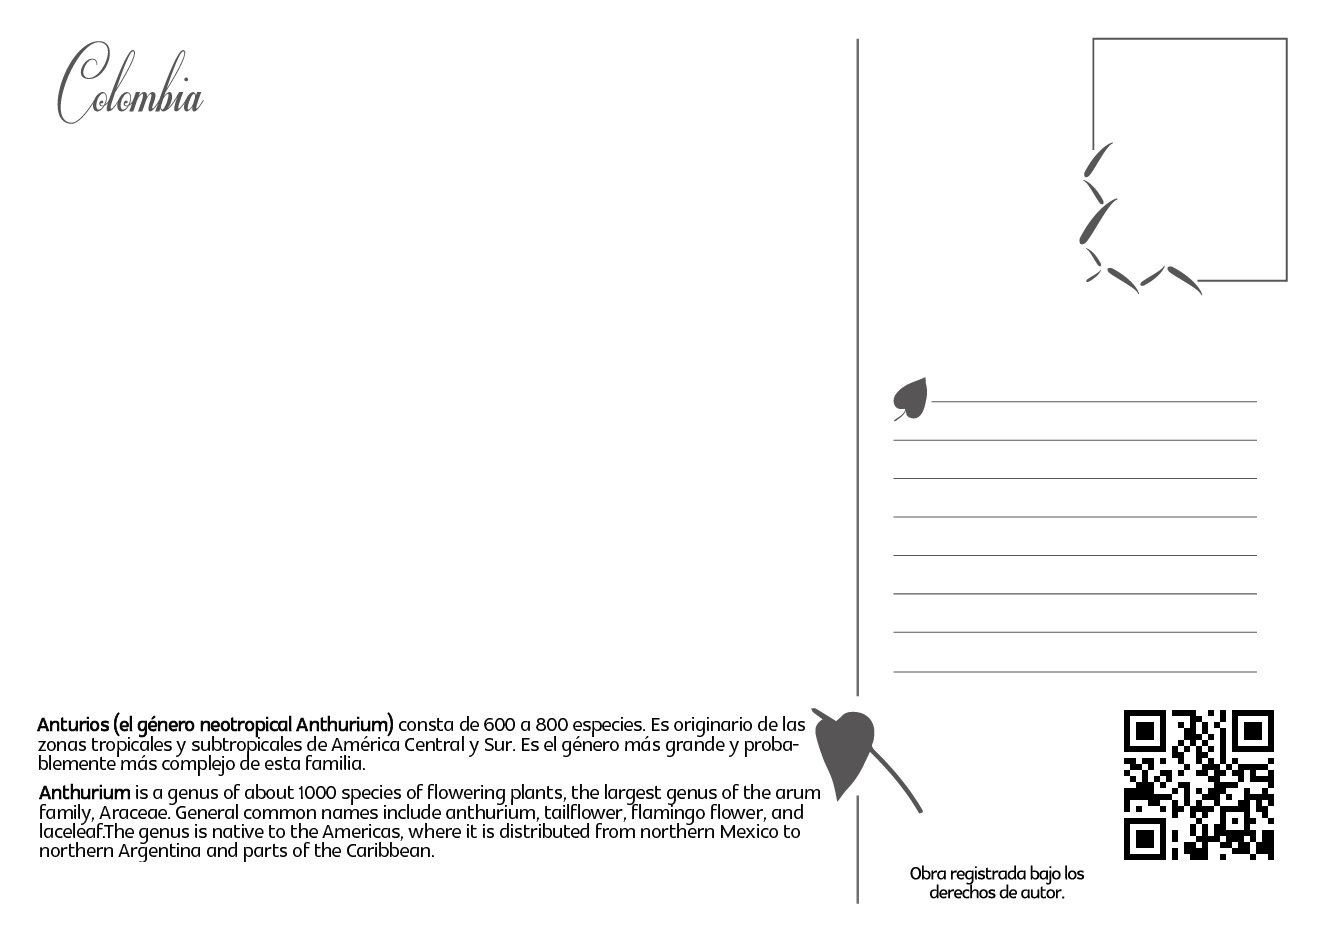 Colombia
Anturios (el género neotropical Anthurium) consta de 600 a 800 especies. Es originario de las
zonas tropicales y subtropicales de América Central y Sur. Es el género más grande y proba-
blemente más complejo de esta familia.
Anthurium is a genus of about 1000 species of flowering plants, the largest genus of the arum
family, Araceae. General common names include anthurium, tailflower, flamingo flower, and
laceleaf.The genus is native to the Americas, where it is distributed from northern Mexico to
northern Argentina and parts of the Caribbean.
Obra registrada bajo los
derechos de autor.